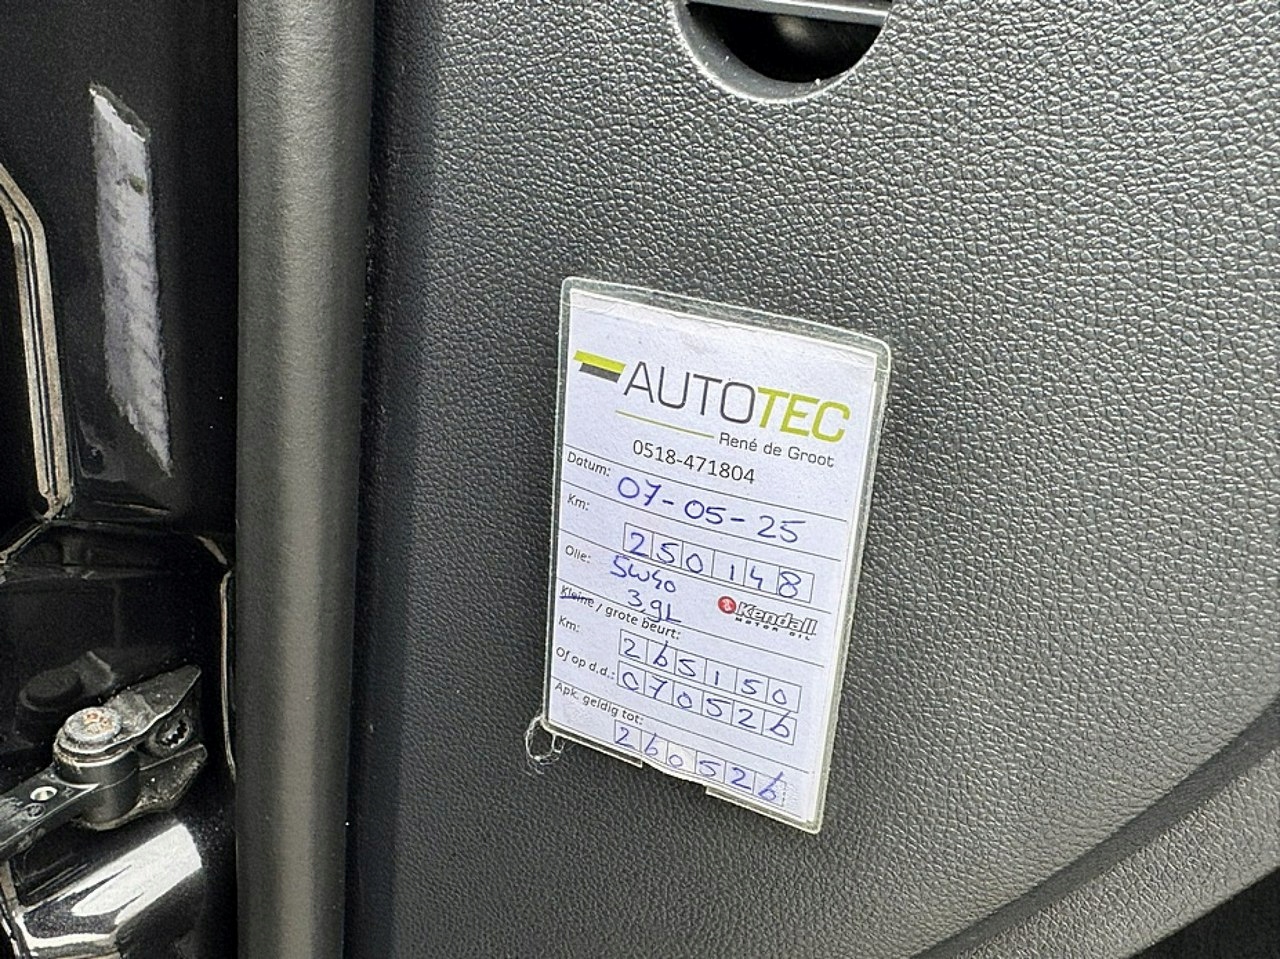 AUTOTEC
René de Groot
0518-471804
Datum: 07-05-25
Km: 250148
Olie: 5W40
3,9L
Kendall
MOTOR OIL
Kleine / grote beurt:
Km: 265150
Of op d.d.: 070526
Apk. geldig tot:
260526